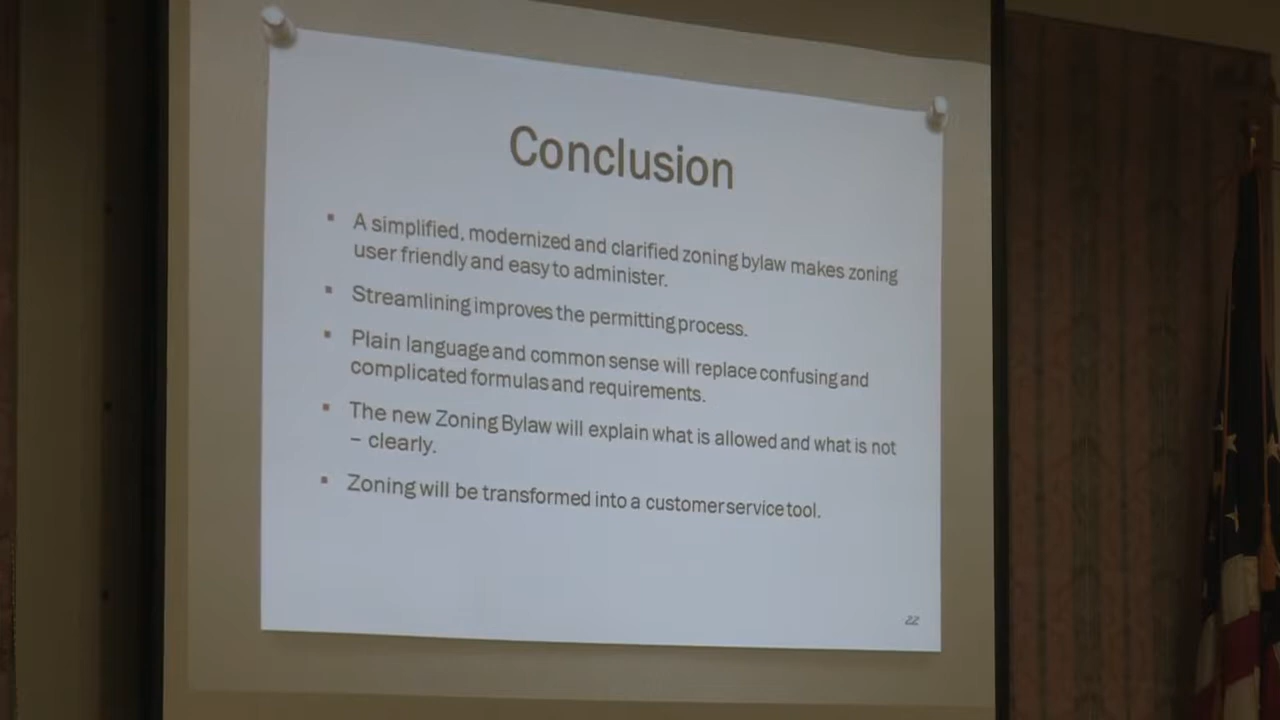 Conclusion
▪ A simplified, modernized and clarified zoning bylaw makes zoning
user friendly and easy to administer.
▪ Streamlining improves the permitting process.
▪ Plain language and common sense will replace confusing and
complicated formulas and requirements.
▪ The new Zoning Bylaw will explain what is allowed and what is not
– clearly.
▪ Zoning will be transformed into a customer service tool.
22